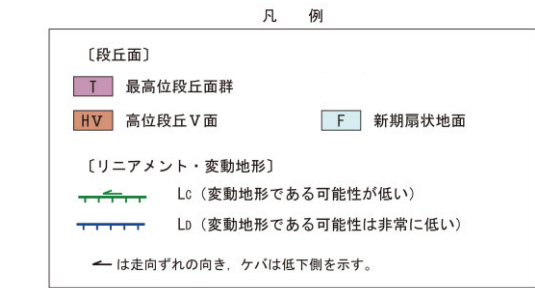 凡　例
〔段丘面〕
T 最高位段丘面群
HⅤ 高位段丘Ⅴ面 F 新期扇状地面
〔リニアメント・変動地形〕
LC（変動地形である可能性が低い）
LD（変動地形である可能性は非常に低い）
は走向ずれの向き，ケバは低下側を示す。